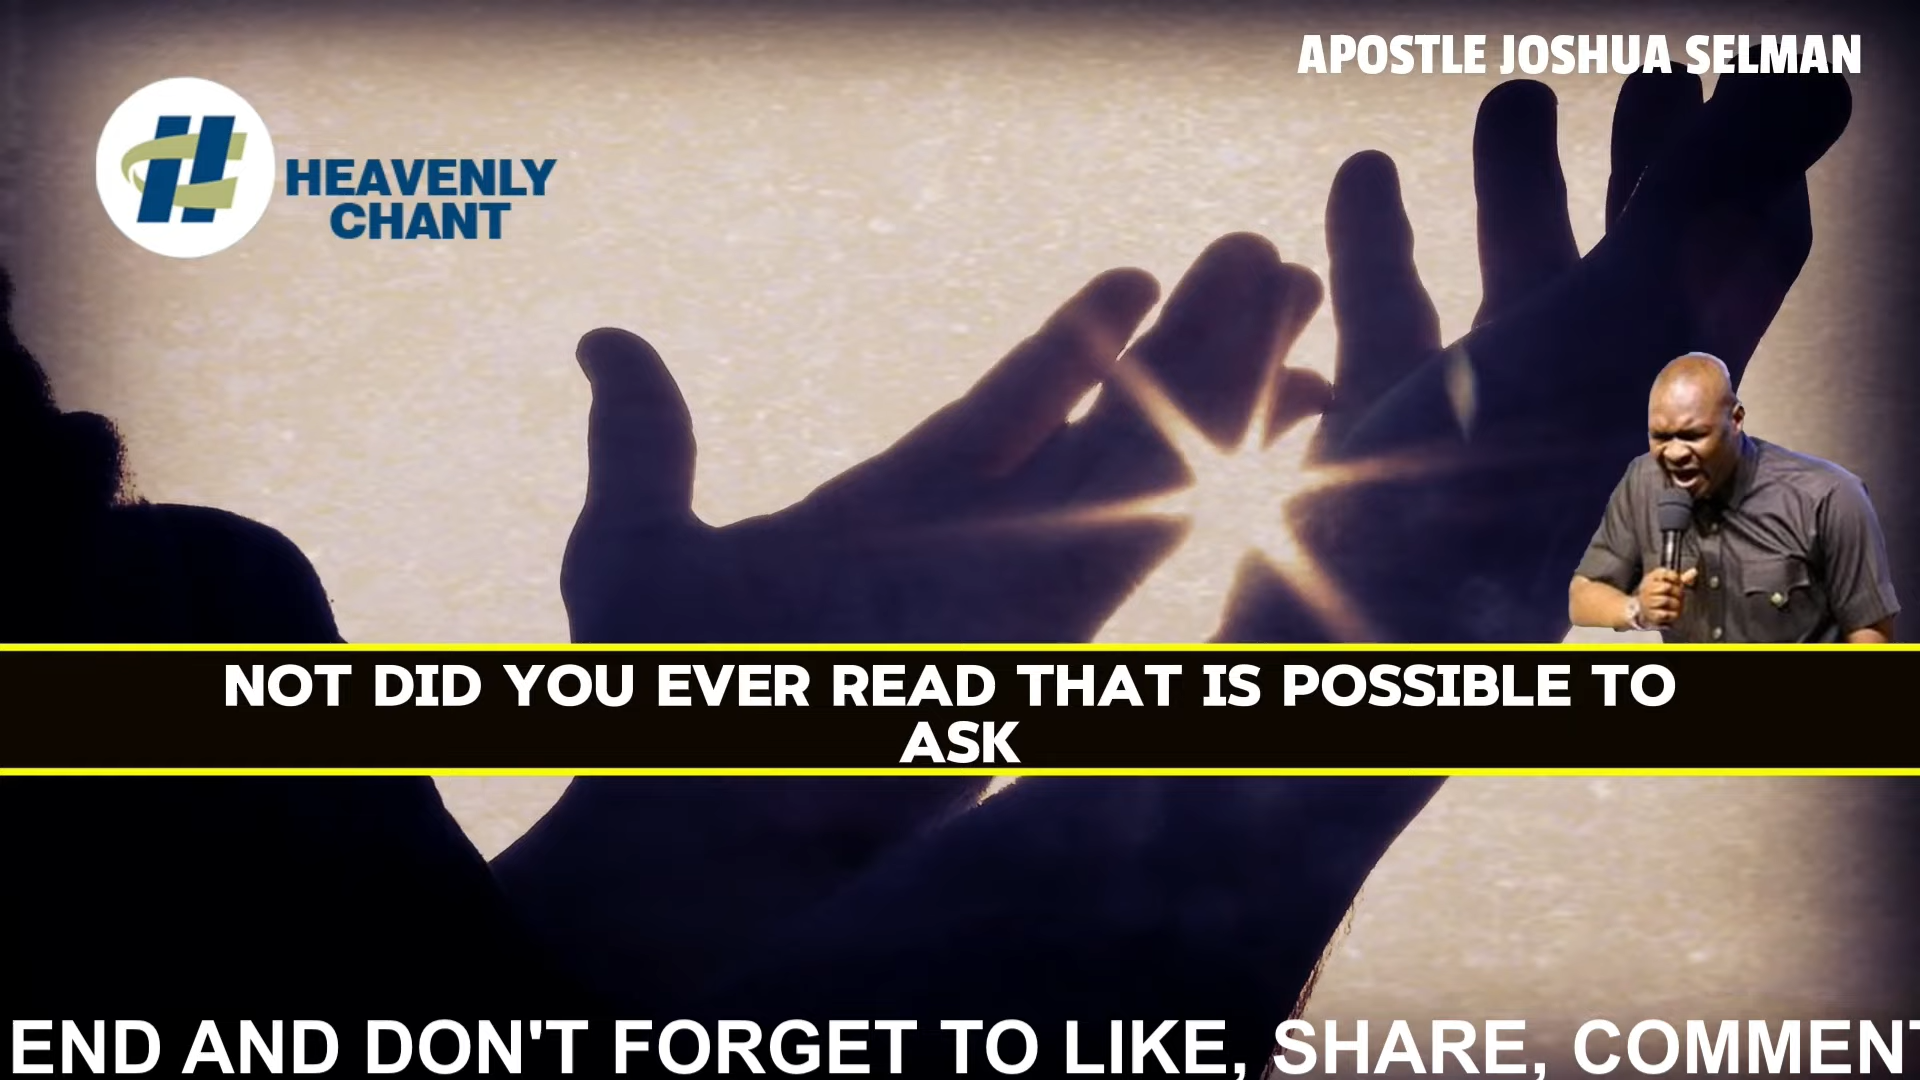 APOSTLE JOSHUA SELMAN
HEAVENLY
CHANT
NOT DID YOU EVER READ THAT IS POSSIBLE TO
ASK
END AND DON'T FORGET TO LIKE, SHARE, COMMENT